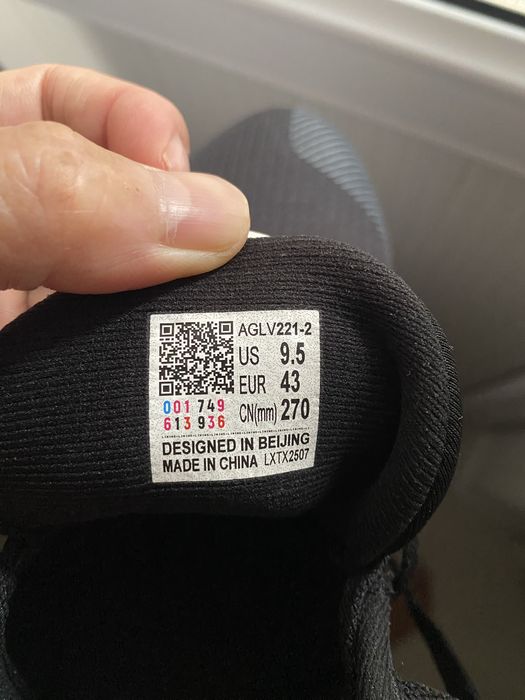 AGLV221-2
US 9.5
EUR 43
CN(mm) 270
001 749
613 936
DESIGNED IN BEIJING
MADE IN CHINA LXTX2507